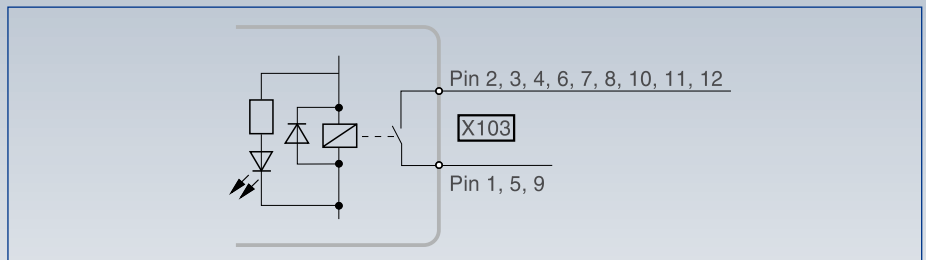 Pin 2, 3, 4, 6, 7, 8, 10, 11, 12
X103
Pin 1, 5, 9